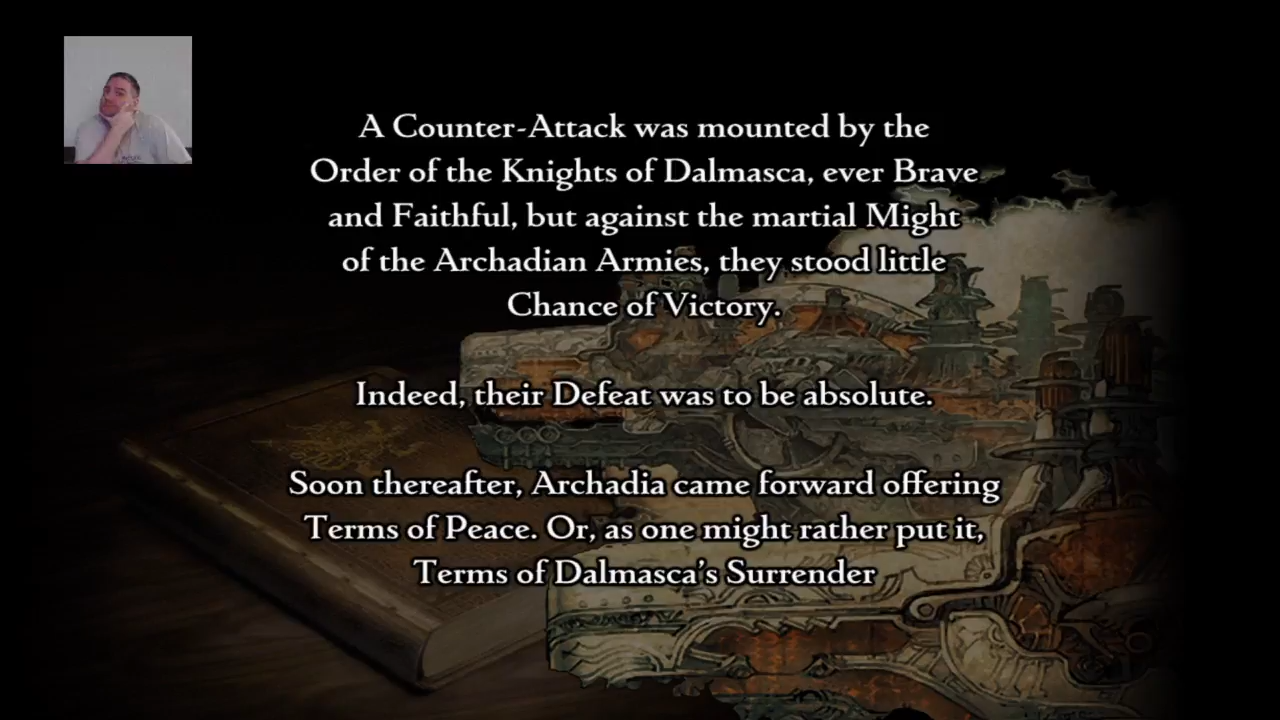 A Counter-Attack was mounted by the
Order of the Knights of Dalmasca, ever Brave
and Faithful, but against the martial Might
of the Archadian Armies, they stood little
Chance of Victory.
Indeed, their Defeat was to be absolute.
Soon thereafter, Archadia came forward offering
Terms of Peace. Or, as one might rather put it,
Terms of Dalmasca's Surrender